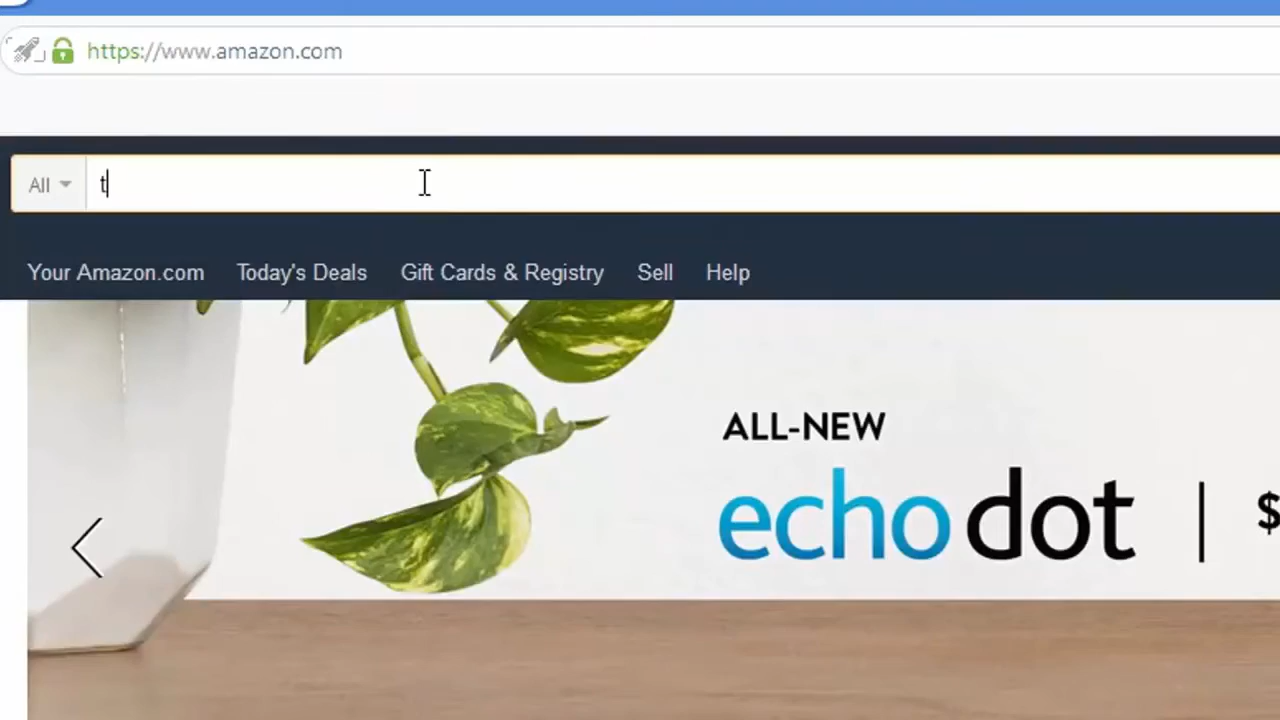 https://www.amazon.com
All t
Your Amazon.com Today's Deals Gift Cards & Registry Sell Help
ALL-NEW
echo dot | $